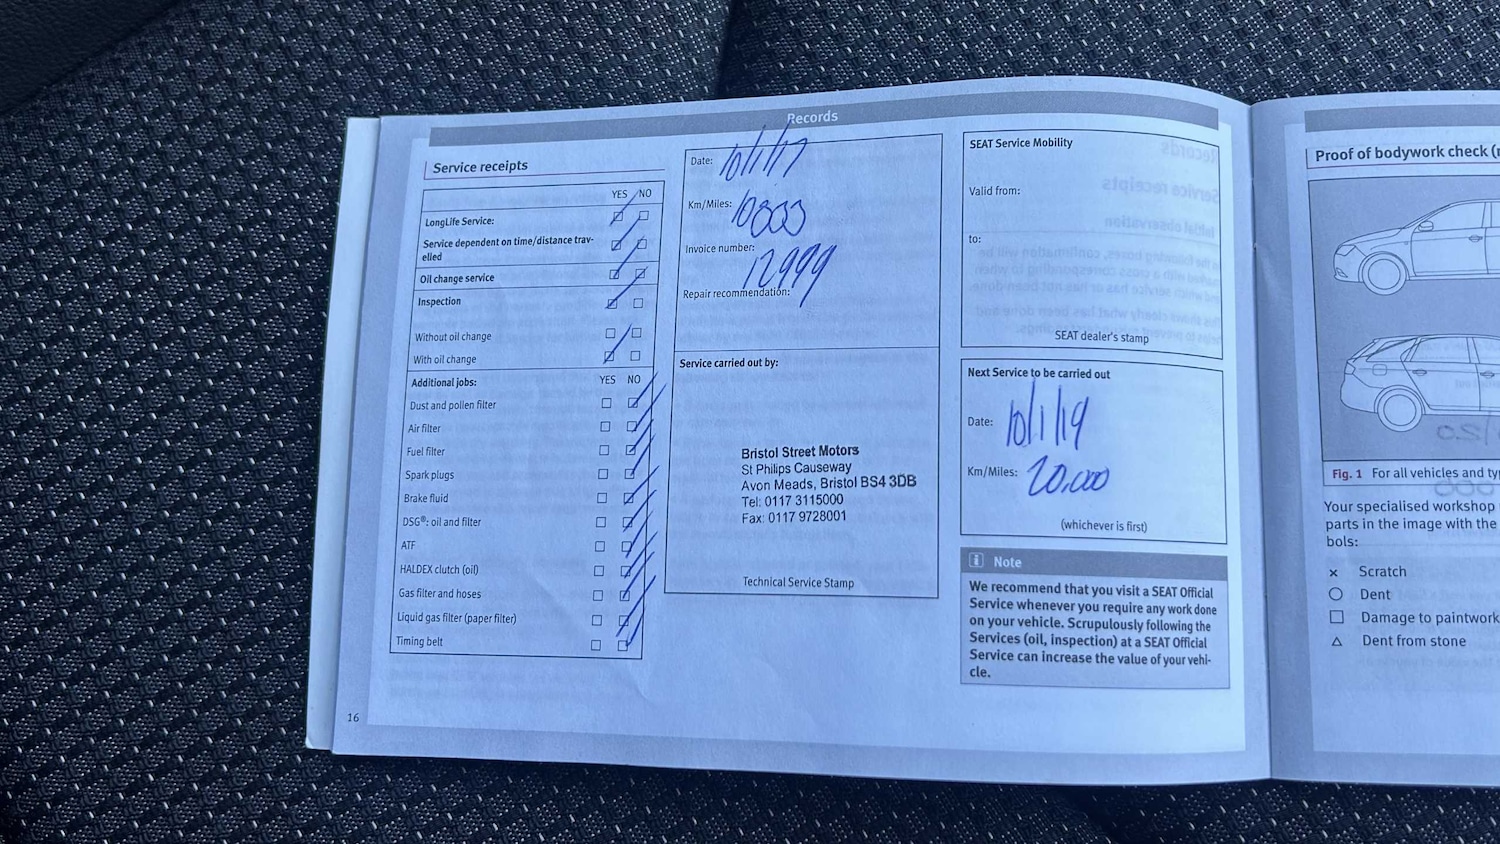 Records
Service receipts
YES NO
LongLife Service:
Service dependent on time/distance trav-
elled
Oil change service
Inspection
Without oil change
With oil change
Additional jobs: YES NO
Dust and pollen filter
Air filter
Fuel filter
Spark plugs
Brake fluid
DSG®: oil and filter
ATF
HALDEX clutch (oil)
Gas filter and hoses
Liquid gas filter (paper filter)
Timing belt
16
Date: 10/1/17
Km/Miles: 10803
Invoice number: 12999
Repair recommendation:
Service carried out by:
Bristol Street Motors
St Philips Causeway
Avon Meads, Bristol BS4 3DB
Tel: 0117 3115000
Fax: 0117 9728001
Technical Service Stamp
SEAT Service Mobility
Valid from:
to:
SEAT dealer's stamp
Next Service to be carried out
Date: 10/1/19
Km/Miles: 20,000
(whichever is first)
Note
We recommend that you visit a SEAT Official
Service whenever you require any work done
on your vehicle. Scrupulously following the
Services (oil, inspection) at a SEAT Official
Service can increase the value of your vehi-
cle.
Proof of bodywork check
Fig. 1 For all vehicles and
Your specialised workshop
parts in the image with the
bols:
× Scratch
○ Dent
□ Damage to paintwork
△ Dent from stone